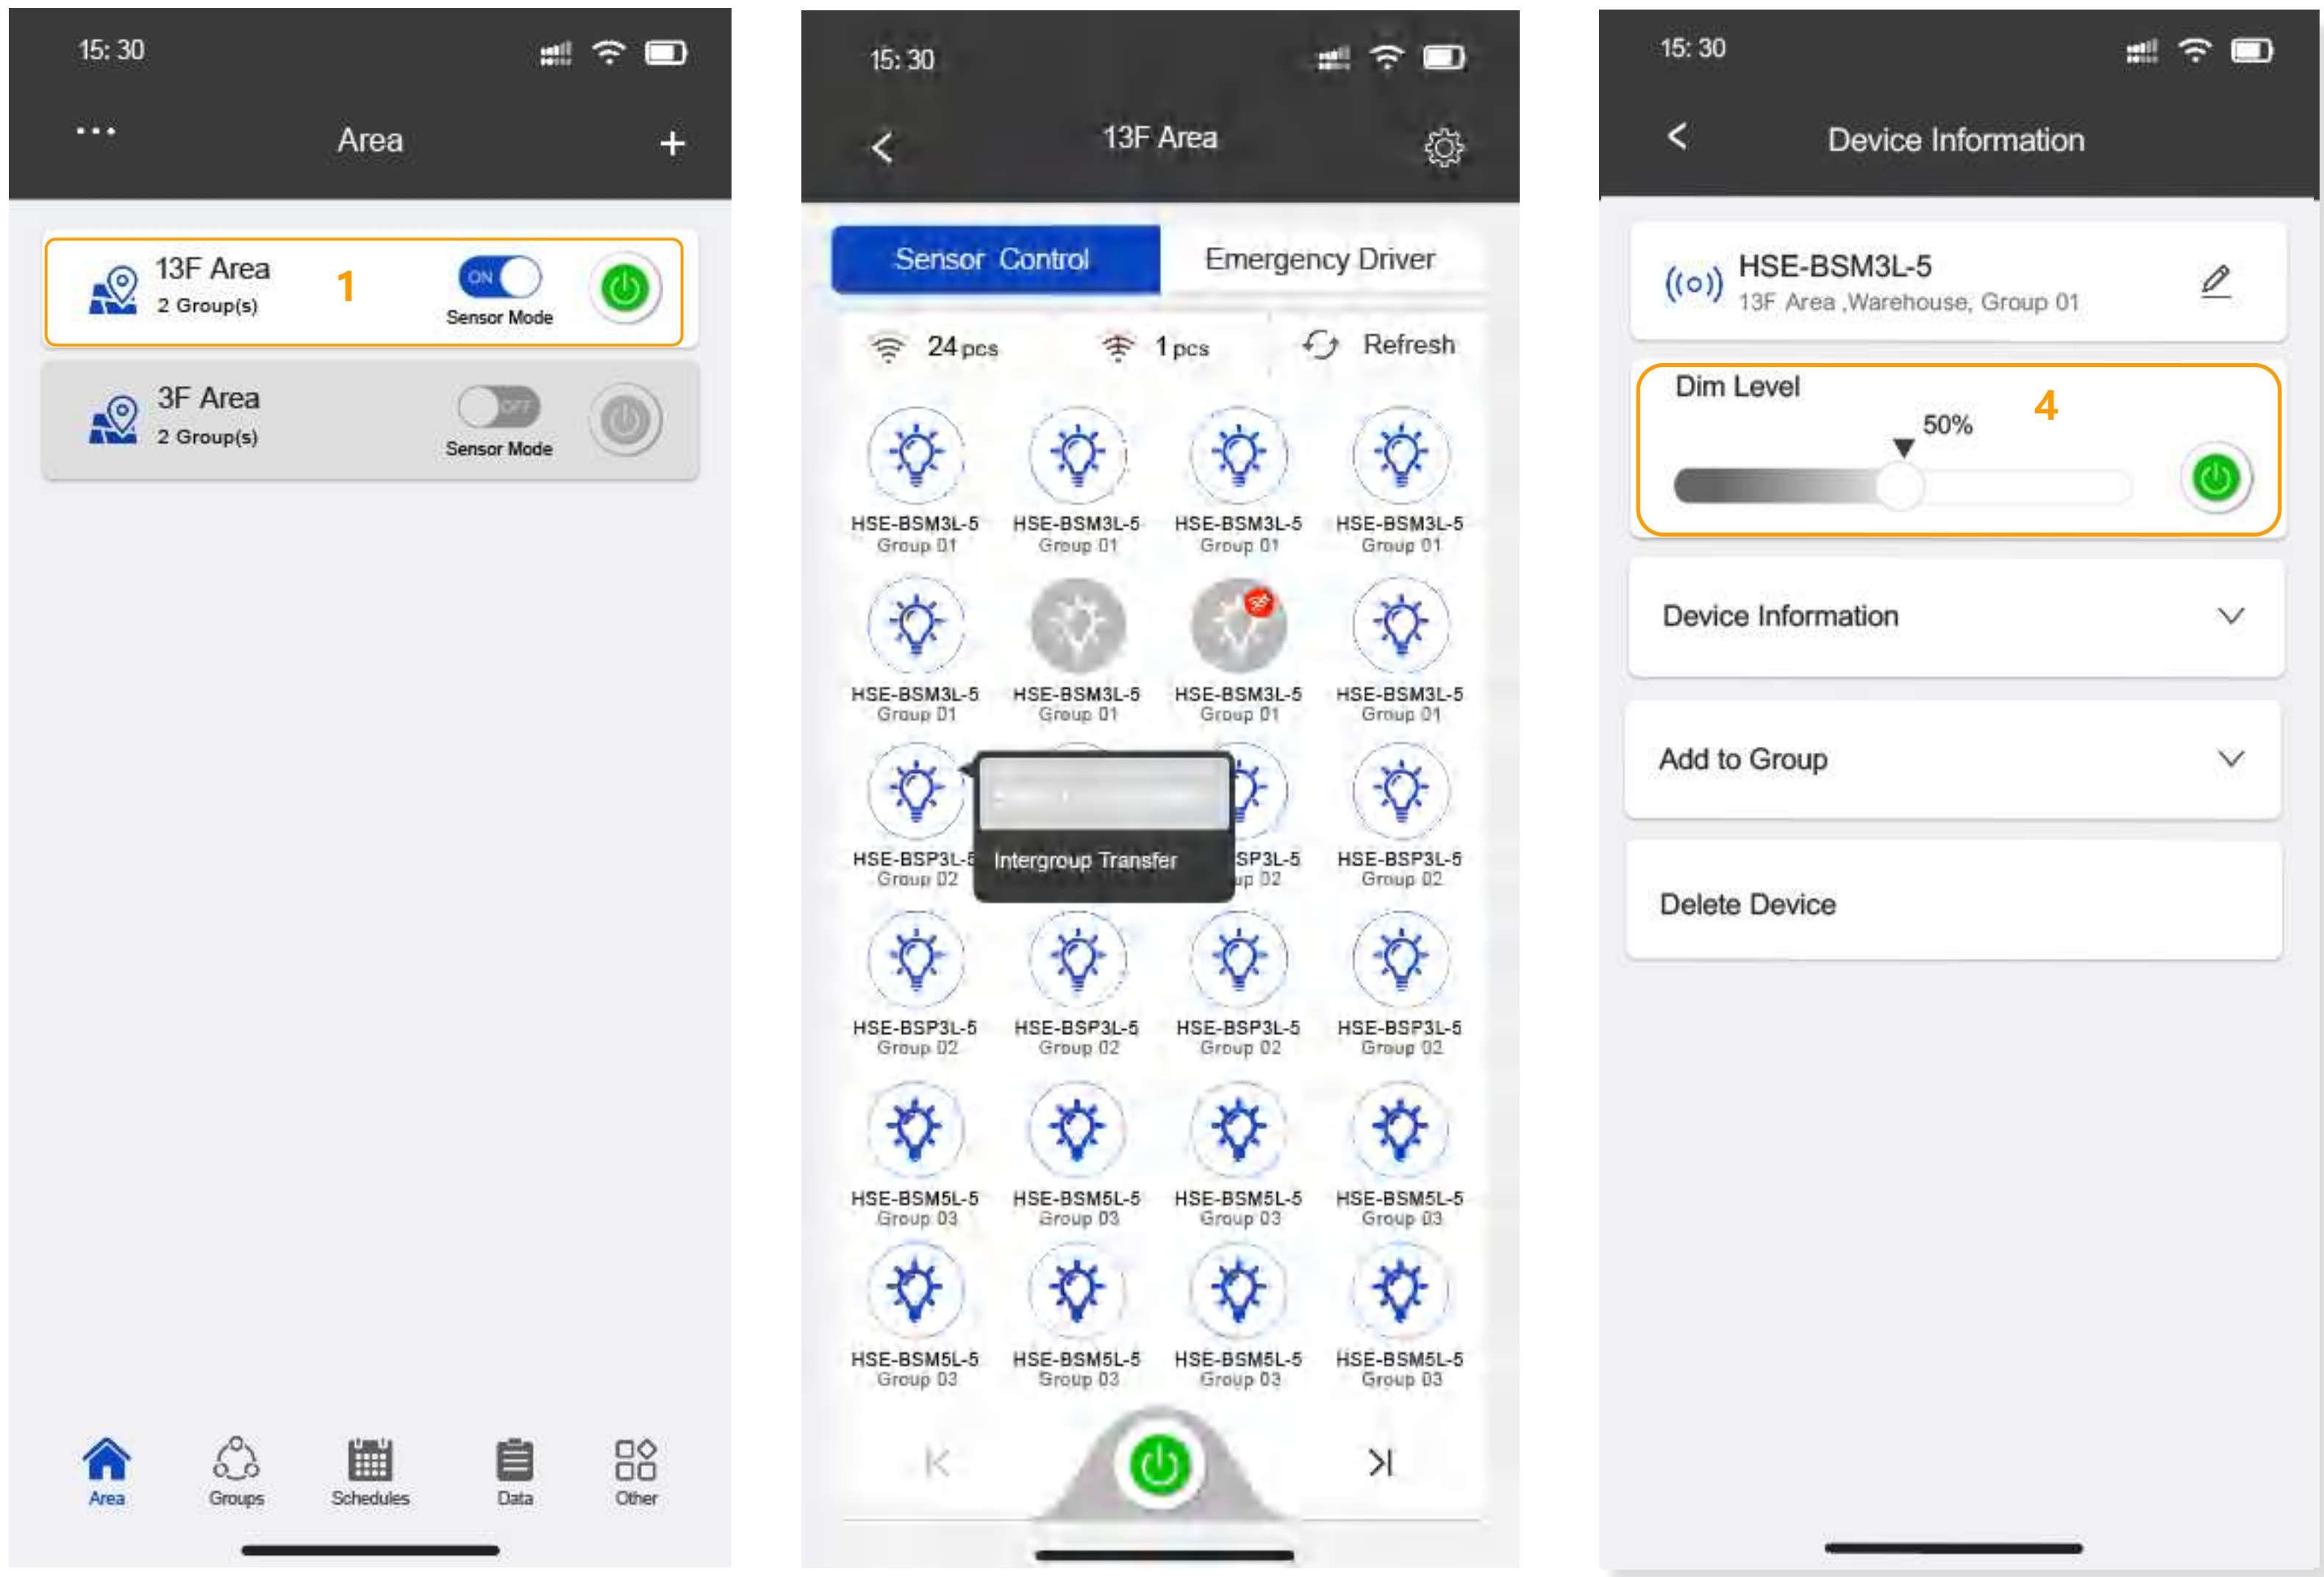 15: 30
Area
+
13F Area
2 Group(s)
1
ON
Sensor Mode
3F Area
2 Group(s)
OFF
Sensor Mode
Area
Groups
Schedules
Data
Other
15: 30
13F Area
Sensor Control
Emergency Driver
24 pcs
1 pcs
Refresh
HSE-BSM3L-5 HSE-BSM3L-5 HSE-BSM3L-5 HSE-BSM3L-5
Group 01 Group 01 Group 01 Group 01
HSE-BSM3L-5 HSE-BSM3L-5 HSE-BSM3L-5 HSE-BSM3L-5
Group 01 Group 01 Group 01 Group 01
Intergroup Transfer
HSE-BSP3L-5 SP3L-5 HSE-BSP3L-5
Group 02 up 02 Group 02
HSE-BSP3L-5 HSE-BSP3L-5 HSE-BSP3L-5 HSE-BSP3L-5
Group 02 Group 02 Group 02 Group 02
HSE-BSM5L-5 HSE-BSM5L-5 HSE-BSM5L-5 HSE-BSM5L-5
Group 03 Group 03 Group 03 Group 03
HSE-BSM5L-5 HSE-BSM5L-5 HSE-BSM5L-5 HSE-BSM5L-5
Group 03 Group 03 Group 03 Group 03
15: 30
Device Information
HSE-BSM3L-5
13F Area ,Warehouse, Group 01
Dim Level
4
50%
Device Information
Add to Group
Delete Device